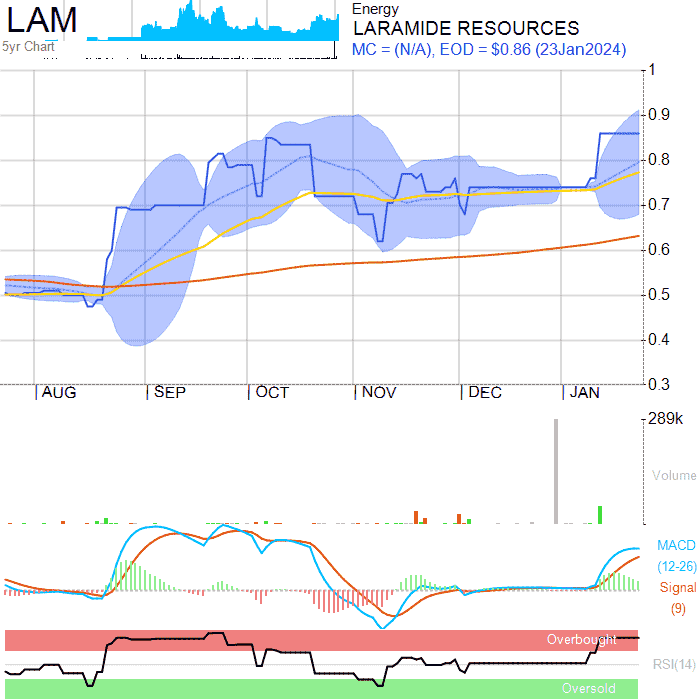 LAM
5yr Chart
Energy
LARAMIDE RESOURCES
MC = (N/A), EOD = $0.86 (23Jan2024)
1
0.9
0.8
0.7
0.6
0.5
0.4
0.3
AUG SEP OCT NOV DEC JAN
289k
Volume
MACD
(12-26)
Signal
(9)
Overbought
RSI(14)
Oversold